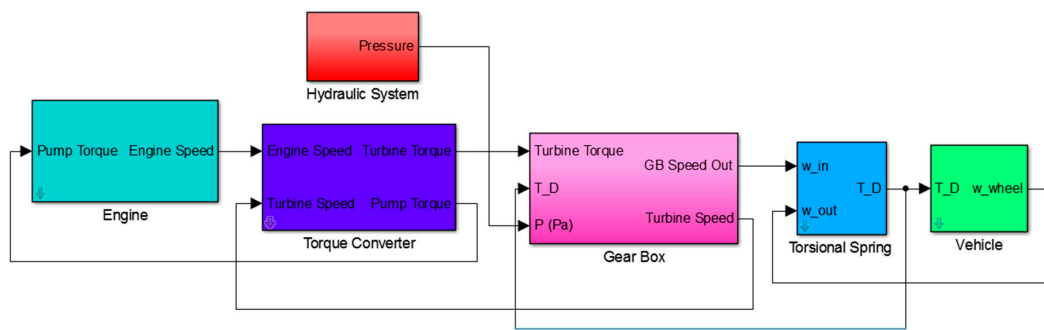 Pressure
Hydraulic System
Pump Torque Engine Speed
Engine
Engine Speed Turbine Torque
Turbine Speed Pump Torque
Torque Converter
Turbine Torque
GB Speed Out
T_D
Turbine Speed
P (Pa)
Gear Box
w_in
T_D
w_out
Torsional Spring
T_D w_wheel
Vehicle